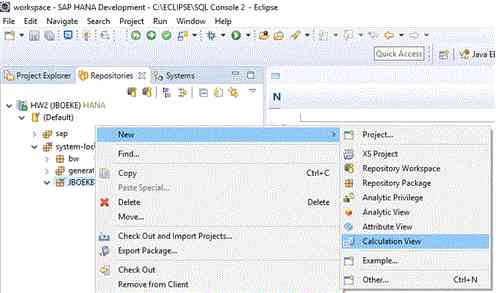 workspace - SAP HANA Development - C:\ECLIPSE\SQL Console 2 - Eclipse
File Edit Navigate Search Project Run Window Help
Quick Access
Java E
Project Explorer Repositories Systems
HW2 (JBOEKE) HANA
(Default)
sap
system-loc
bw
generat
JBOEKE
N
New
Find...
Copy Ctrl+C
Paste Special...
Delete Delete
Move...
Check Out and Import Projects...
Export Package...
Check Out
Remove from Client
Project...
XS Project
Repository Workspace
Repository Package
Analytic Privilege
Analytic View
Attribute View
Calculation View
Example...
Other... Ctrl+N